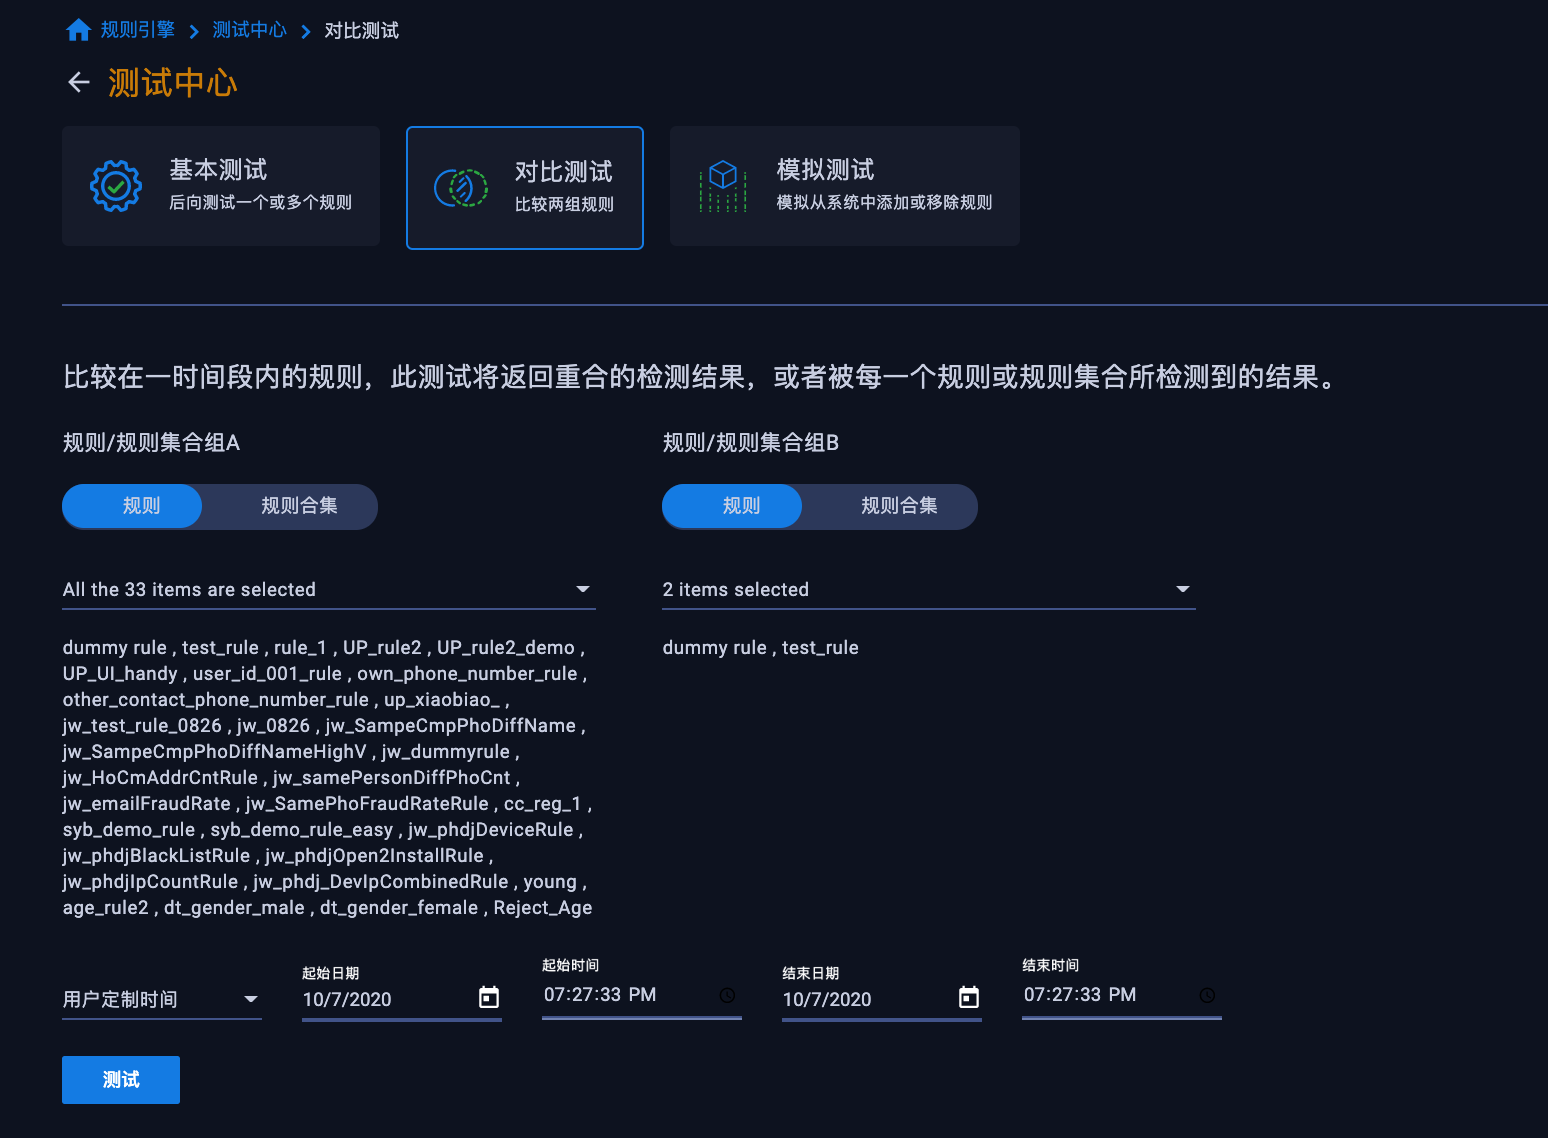 规则引擎 > 测试中心 > 对比测试
测试中心
基本测试
后向测试一个或多个规则
对比测试
比较两组规则
模拟测试
模拟从系统中添加或移除规则
比较在一时间段内的规则，此测试将返回重合的检测结果，或者被每一个规则或规则集合所检测到的结果。
规则/规则集合组A
规则 规则合集
All the 33 items are selected
dummy rule , test_rule , rule_1 , UP_rule2 , UP_rule2_demo ,
UP_UI_handy , user_id_001_rule , own_phone_number_rule ,
other_contact_phone_number_rule , up_xiaobiao_ ,
jw_test_rule_0826 , jw_0826 , jw_SampeCmpPhoDiffName ,
jw_SampeCmpPhoDiffNameHighV , jw_dummyrule ,
jw_HoCmAddrCntRule , jw_samePersonDiffPhoCnt ,
jw_emailFraudRate , jw_SamePhoFraudRateRule , cc_reg_1 ,
syb_demo_rule , syb_demo_rule_easy , jw_phdjDeviceRule ,
jw_phdjBlackListRule , jw_phdjOpen2InstallRule ,
jw_phdjIpCountRule , jw_phdj_DevIpCombinedRule , young ,
age_rule2 , dt_gender_male , dt_gender_female , Reject_Age
规则/规则集合组B
规则 规则合集
2 items selected
dummy rule , test_rule
用户定制时间
起始日期
10/7/2020
起始时间
07:27:33 PM
结束日期
10/7/2020
结束时间
07:27:33 PM
测试